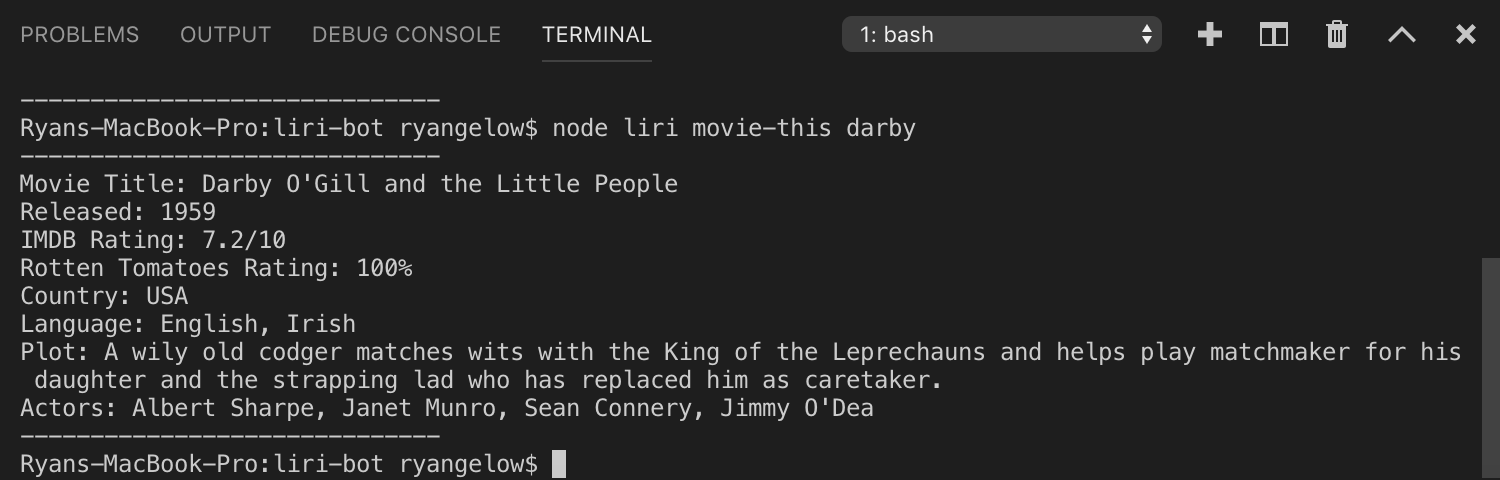 PROBLEMS OUTPUT DEBUG CONSOLE TERMINAL 1: bash
------------------------------
Ryans-MacBook-Pro:liri-bot ryangelow$ node liri movie-this darby
------------------------------
Movie Title: Darby O'Gill and the Little People
Released: 1959
IMDB Rating: 7.2/10
Rotten Tomatoes Rating: 100%
Country: USA
Language: English, Irish
Plot: A wily old codger matches wits with the King of the Leprechauns and helps play matchmaker for his
daughter and the strapping lad who has replaced him as caretaker.
Actors: Albert Sharpe, Janet Munro, Sean Connery, Jimmy O'Dea
------------------------------
Ryans-MacBook-Pro:liri-bot ryangelow$